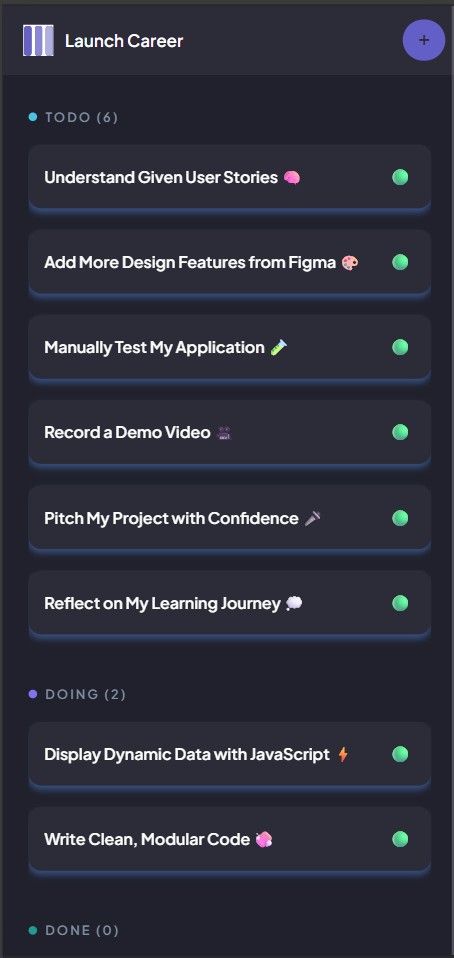 Launch Career
+
TODO (6)
Understand Given User Stories 🧠
Add More Design Features from Figma 🎨
Manually Test My Application 🧪
Record a Demo Video 🎥
Pitch My Project with Confidence 🎤
Reflect on My Learning Journey 💭
DOING (2)
Display Dynamic Data with JavaScript ⚡
Write Clean, Modular Code 🧼
DONE (0)